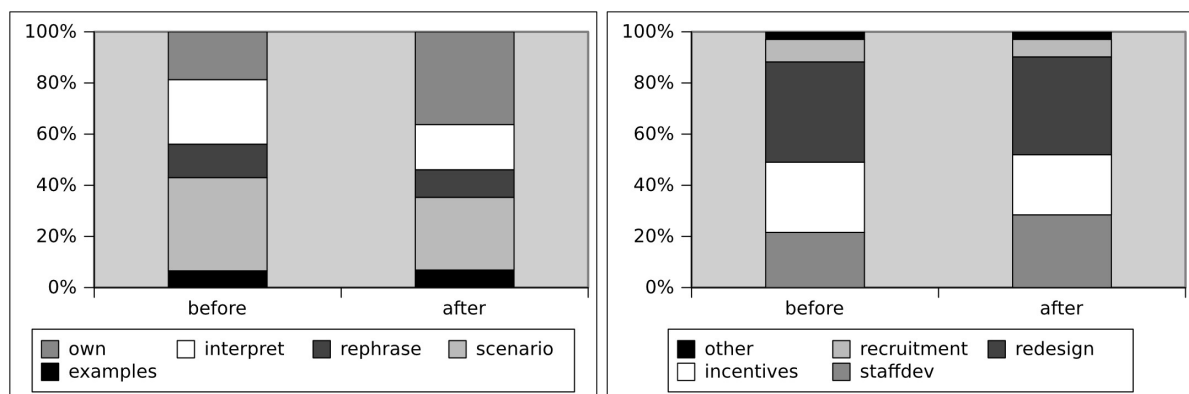 100%
80%
60%
40%
20%
0%
before after
own interpret rephrase scenario
examples
100%
80%
60%
40%
20%
0%
before after
other recruitment redesign
incentives staffdev